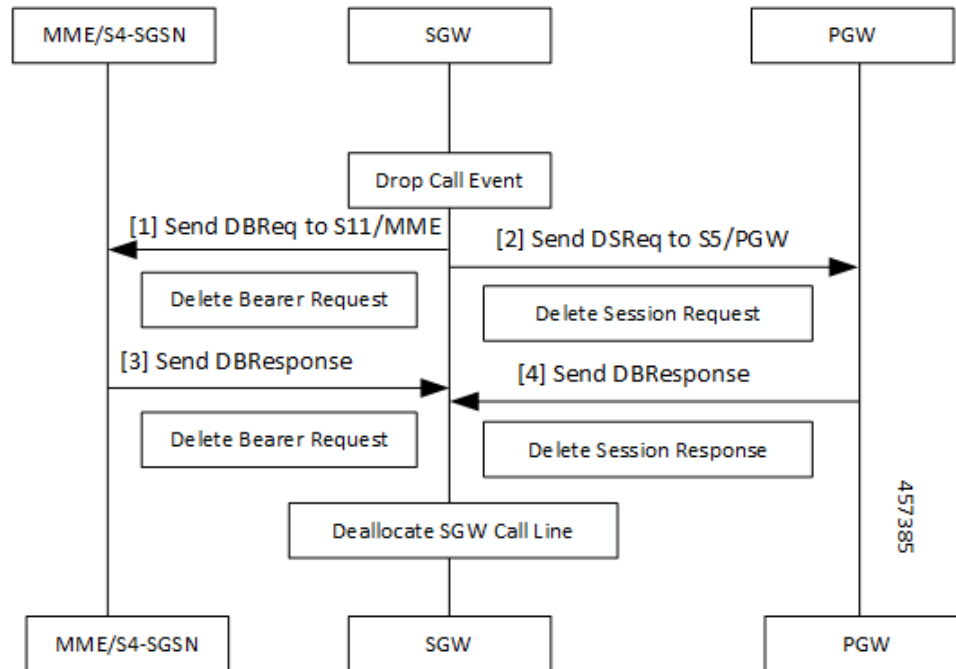 MME/S4-SGSN
SGW
PGW
Drop Call Event
[1] Send DBReq to S11/MME
[2] Send DSReq to S5/PGW
Delete Bearer Request
Delete Session Request
[3] Send DBResponse
[4] Send DBResponse
Delete Bearer Request
Delete Session Response
457385
Deallocate SGW Call Line
MME/S4-SGSN
SGW
PGW